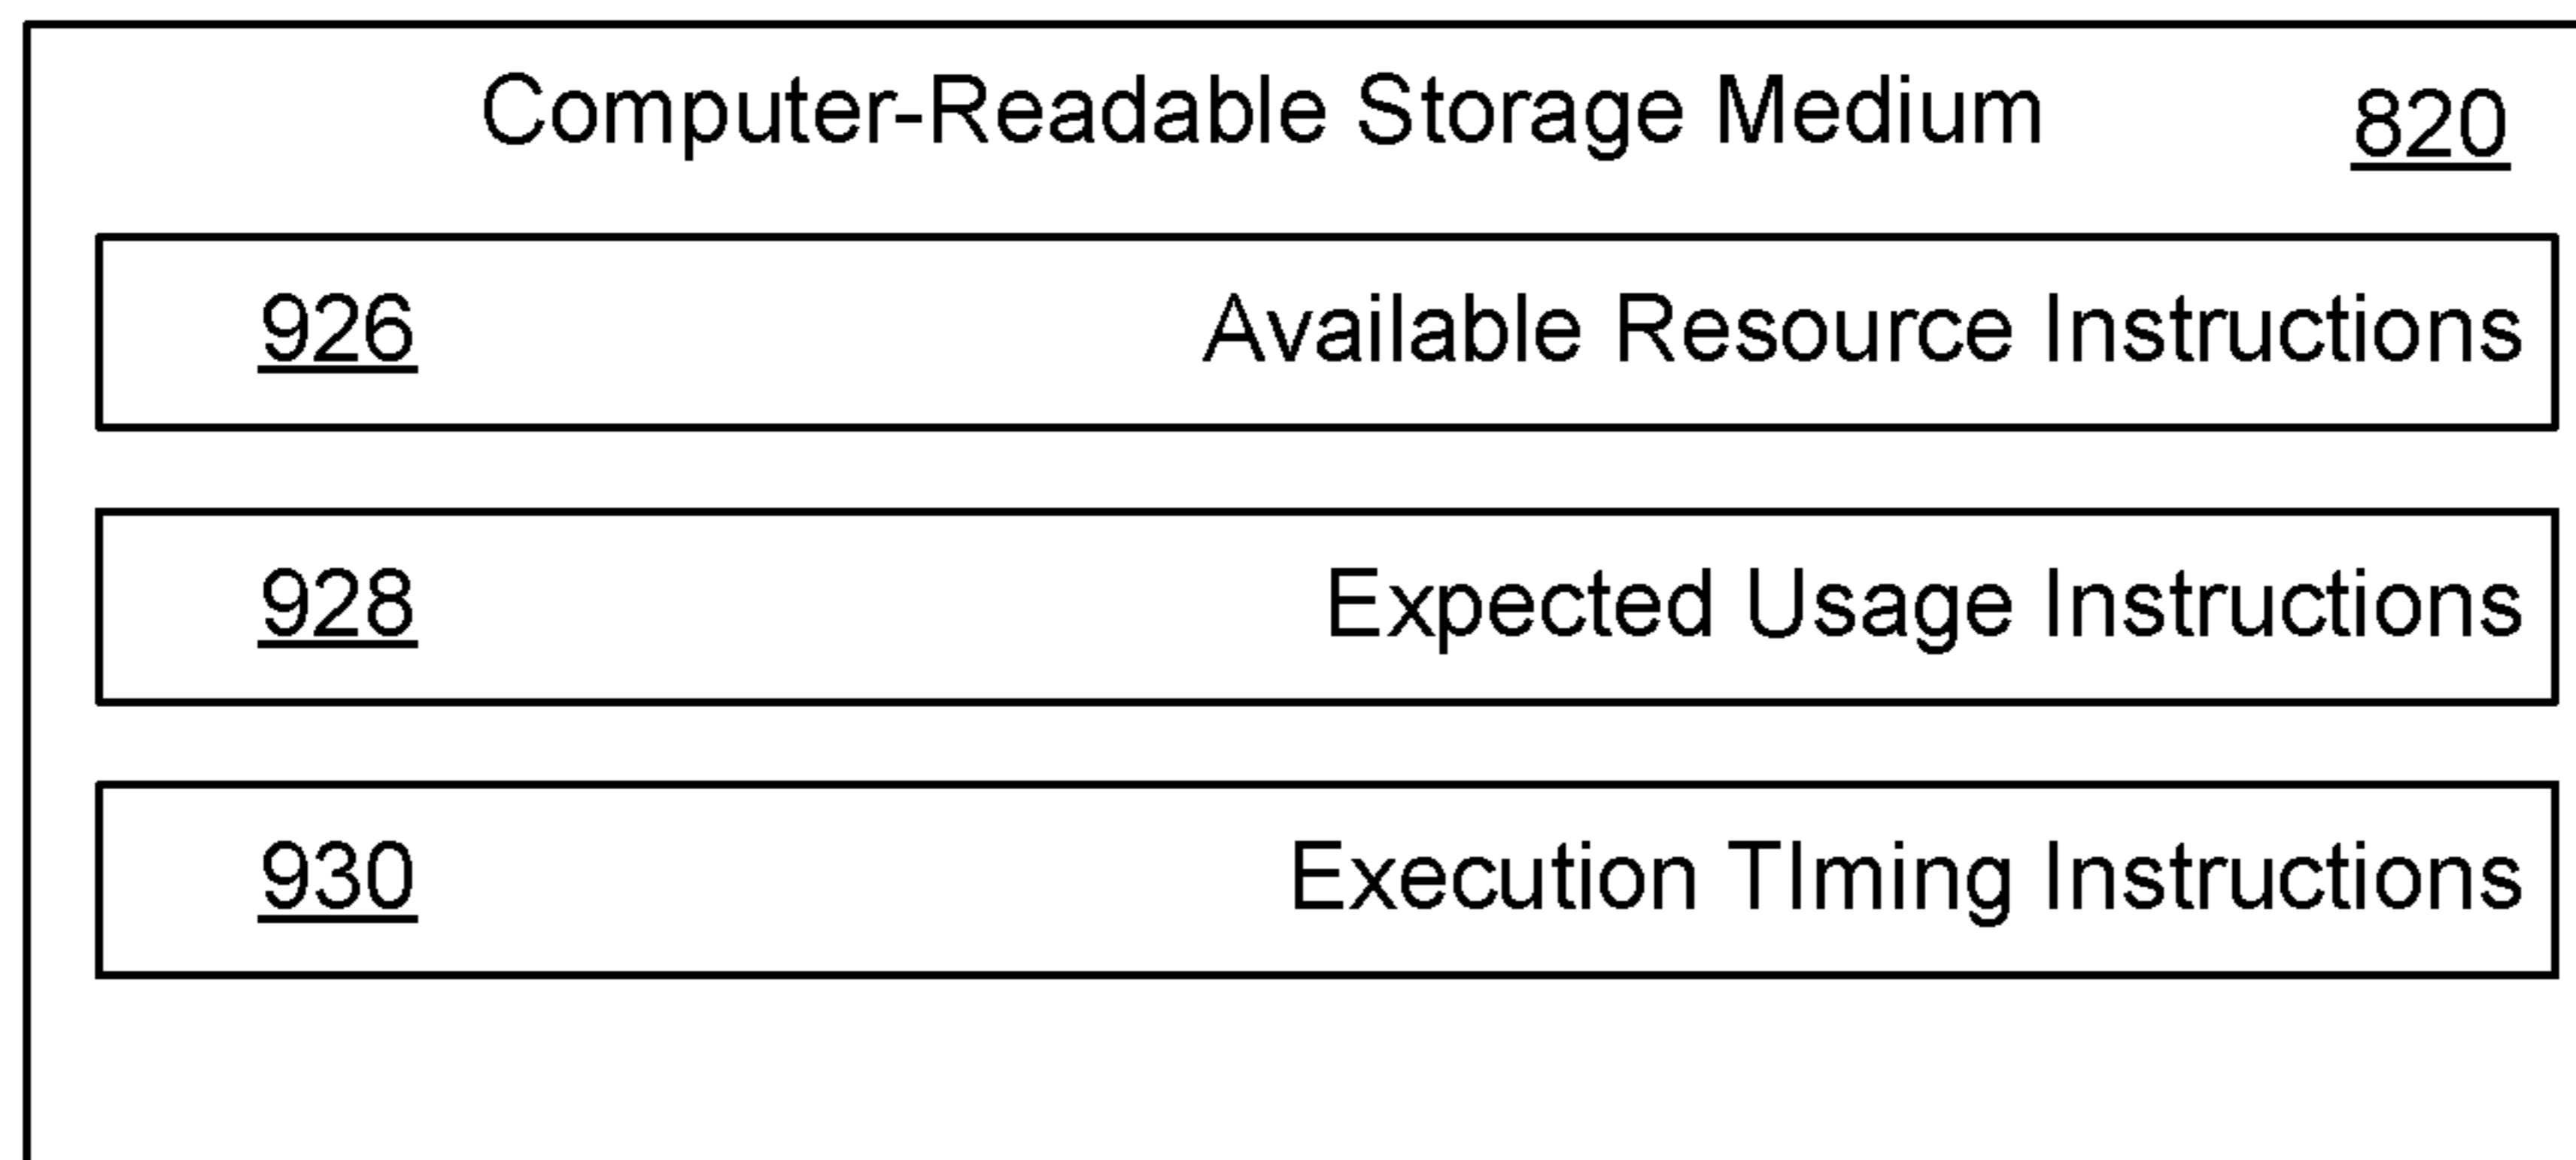 Computer-Readable Storage Medium 820
926 Available Resource Instructions
928 Expected Usage Instructions
930 Execution TIming Instructions